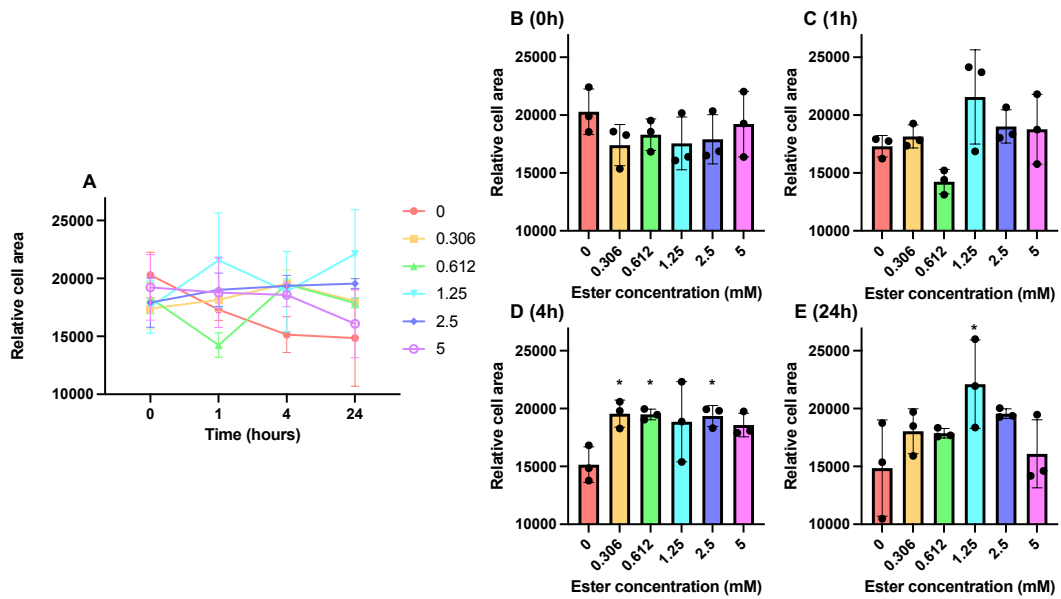 A
Relative cell area
25000
20000
15000
10000
0 1 4 24
Time (hours)
0
0.306
0.612
1.25
2.5
5
B (0h)
Relative cell area
25000
20000
15000
10000
0 0.306 0.612 1.25 2.5 5
Ester concentration (mM)
C (1h)
Relative cell area
25000
20000
15000
10000
0 0.306 0.612 1.25 2.5 5
Ester concentration (mM)
D (4h)
Relative cell area
25000
20000
15000
10000
* * *
0 0.306 0.612 1.25 2.5 5
Ester concentration (mM)
E (24h)
Relative cell area
25000
20000
15000
10000
*
0 0.306 0.612 1.25 2.5 5
Ester concentration (mM)